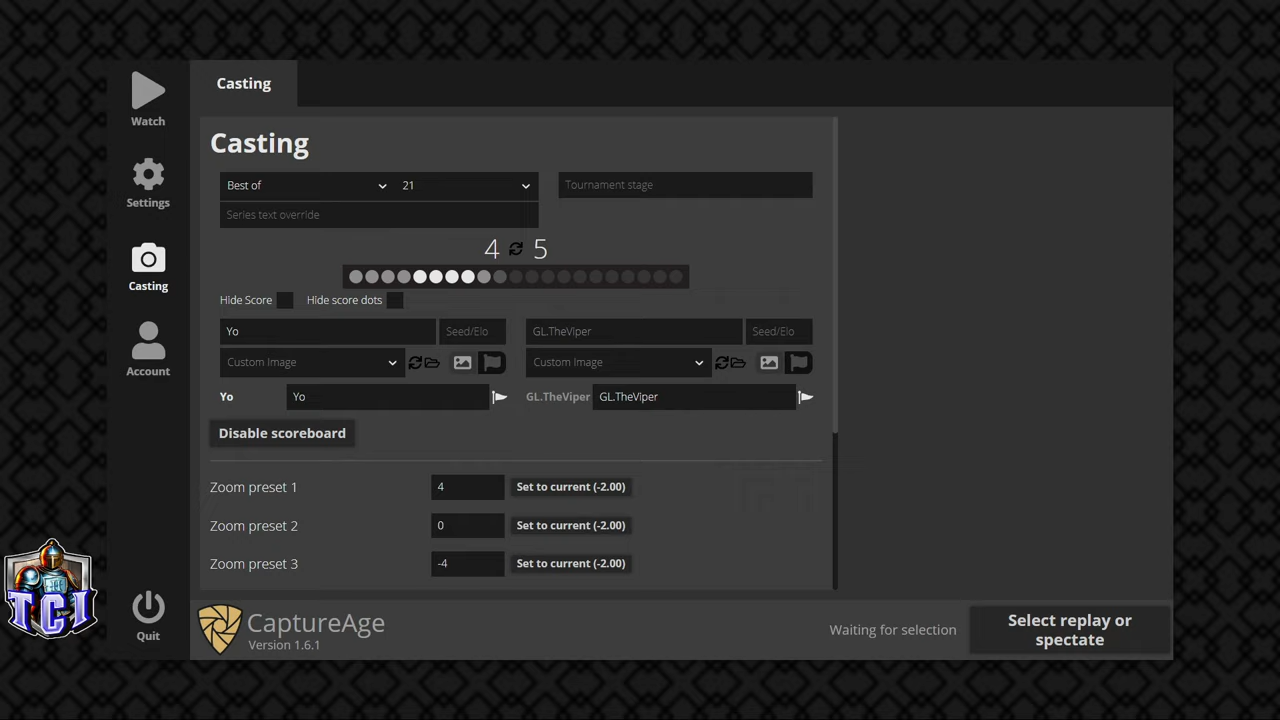 Casting
Watch
Settings
Casting
Account
Quit
Casting
Best of 21 Tournament stage
Series text override
4 5
Hide Score Hide score dots
Yo Seed/Elo GL.TheViper Seed/Elo
Custom Image Custom Image
Yo Yo GL.TheViper GL.TheViper
Disable scoreboard
Zoom preset 1 4 Set to current (-2.00)
Zoom preset 2 0 Set to current (-2.00)
Zoom preset 3 -4 Set to current (-2.00)
TCI
CaptureAge
Version 1.6.1
Waiting for selection
Select replay or
spectate